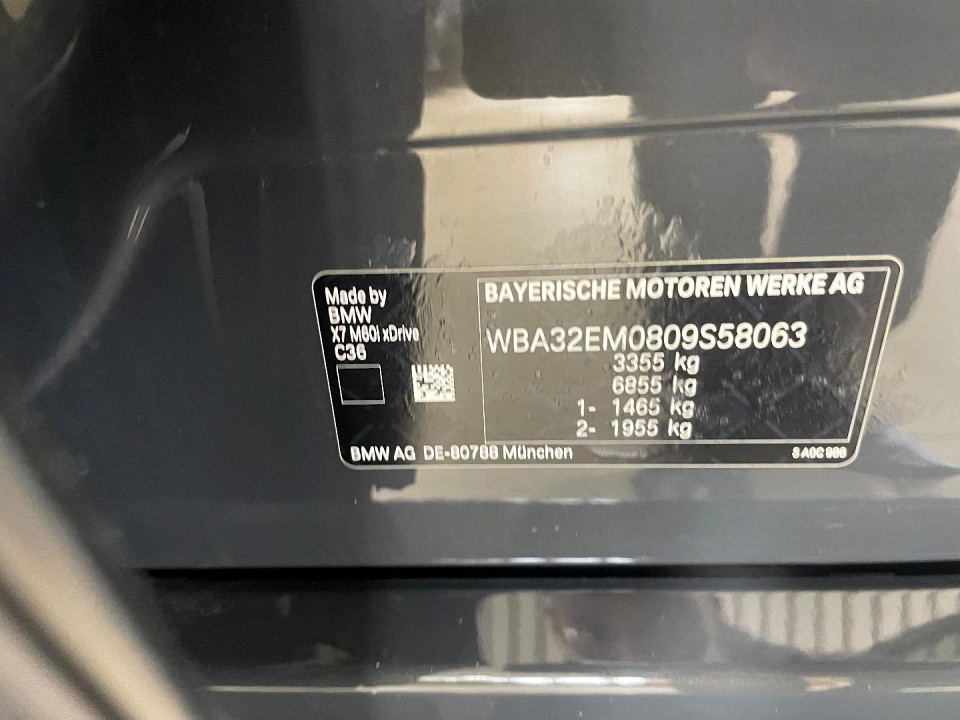 Made by
BMW
X7 M60i xDrive
C36
BAYERISCHE MOTOREN WERKE AG
WBA32EM0809S58063
3355 kg
6855 kg
1- 1465 kg
2- 1955 kg
BMW AG DE-80788 München